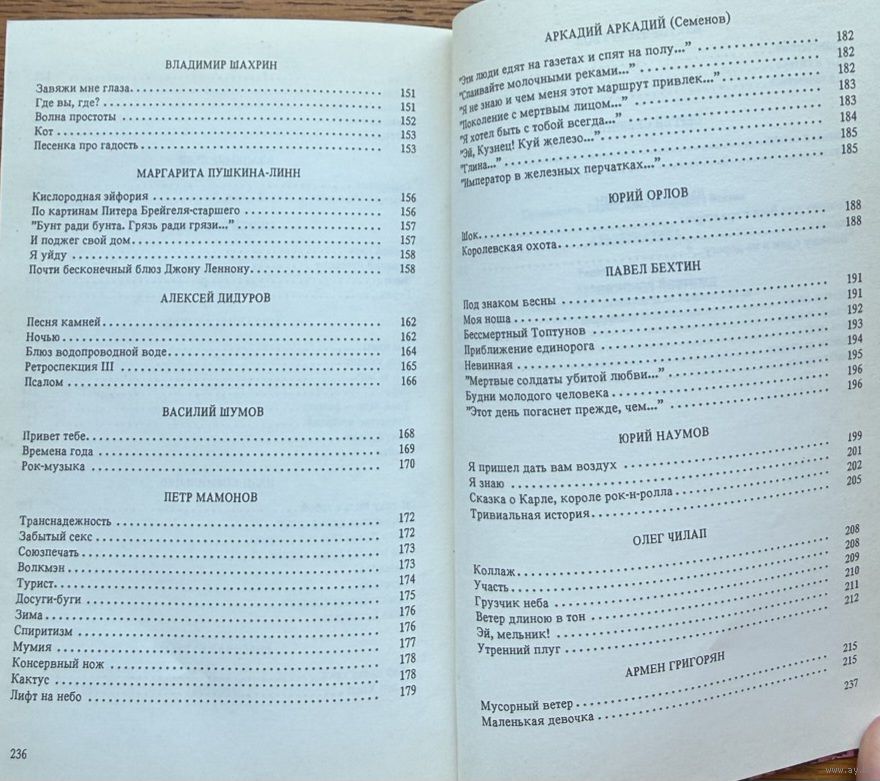 ВЛАДИМИР ШАХРИН
Завяжи мне глаза. 151
Где вы, где? 151
Волна простоты 152
Кот 153
Песенка про гадость 153
МАРГАРИТА ПУШКИНА-ЛИНН
Кислородная эйфория 156
По картинам Питера Брейгеля-старшего 156
"Бунт ради бунта. Грязь ради грязи..." 157
И поджег свой дом 157
Я уйду 158
Почти бесконечный блюз Джону Леннону 158
АЛЕКСЕЙ ДИДУРОВ
Песня камней 162
Ночью 162
Блюз водопроводной воде 164
Ретроспекция III 165
Псалом 166
ВАСИЛИЙ ШУМОВ
Привет тебе 168
Времена года 169
Рок-музыка 170
ПЕТР МАМОНОВ
Транснадежность 172
Забытый секс 172
Союзпечать 173
Волкмэн 173
Турист 174
Досуги-буги 175
Зима 176
Спиритизм 176
Мумия 177
Консервный нож 178
Кактус 178
Лифт на небо 179
236
АРКАДИЙ АРКАДИЙ (Семенов)
"Эти люди едят на газетах и спят на полу..." 182
"Спаивайте молочными реками..." 182
"Я не знаю и чем меня этот маршрут привлек..." 182
"Поколение с мертвым лицом..." 183
"Я хотел быть с тобой всегда..." 183
"Эй, Кузнец! Куй железо..." 184
"Глина..." 185
"Император в железных перчатках..." 185
ЮРИЙ ОРЛОВ
Шок 188
Королевская охота 188
ПАВЕЛ БЕХТИН
Под знаком весны 191
Моя ноша 191
Бессмертный Топтунов 192
Приближение единорога 193
Невинная 194
"Мертвые солдаты убитой любви..." 195
Будни молодого человека 196
"Этот день погаснет прежде, чем..." 196
ЮРИЙ НАУМОВ
Я пришел дать вам воздух 199
Я знаю 201
Сказка о Карле, короле рок-н-ролла 202
Тривиальная история 205
ОЛЕГ ЧИЛАП
Коллаж 208
Участь 208
Грузчик неба 209
Ветер длиною в тон 210
Эй, мельник! 211
Утренний плуг 212
АРМЕН ГРИГОРЯН
Мусорный ветер 215
Маленькая девочка 215
237